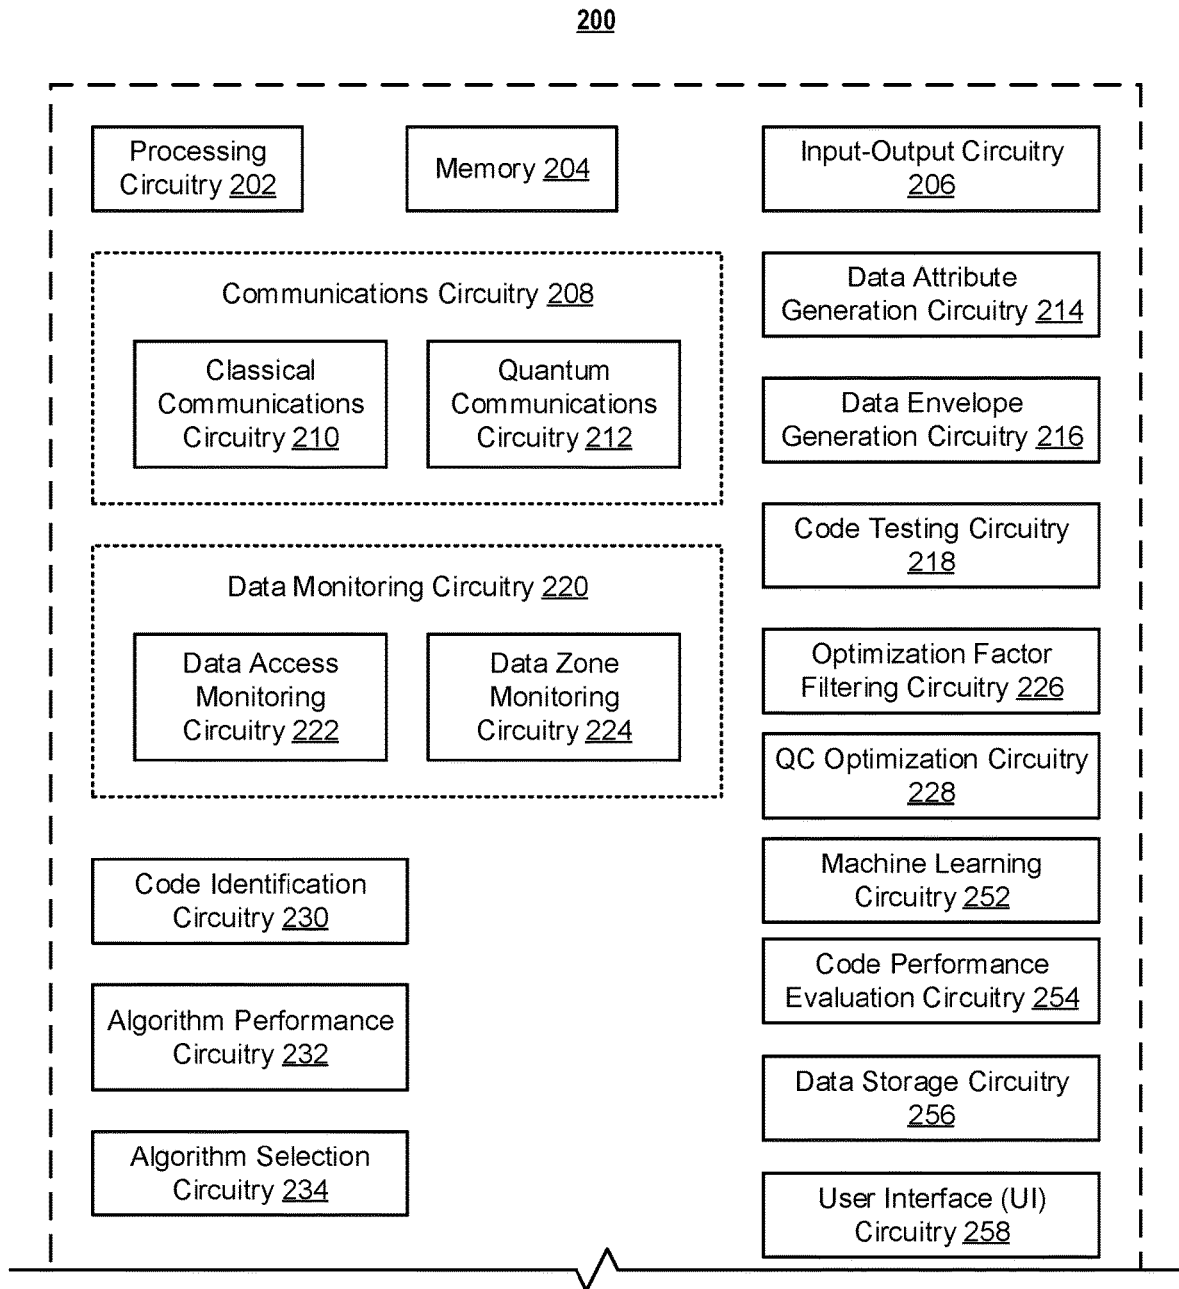 200
Processing
Circuitry 202
Memory 204
Input-Output Circuitry
206
Communications Circuitry 208
Classical
Communications
Circuitry 210
Quantum
Communications
Circuitry 212
Data Attribute
Generation Circuitry 214
Data Envelope
Generation Circuitry 216
Code Testing Circuitry
218
Data Monitoring Circuitry 220
Data Access
Monitoring
Circuitry 222
Data Zone
Monitoring
Circuitry 224
Optimization Factor
Filtering Circuitry 226
QC Optimization Circuitry
228
Code Identification
Circuitry 230
Machine Learning
Circuitry 252
Code Performance
Evaluation Circuitry 254
Algorithm Performance
Circuitry 232
Data Storage Circuitry
256
Algorithm Selection
Circuitry 234
User Interface (UI)
Circuitry 258